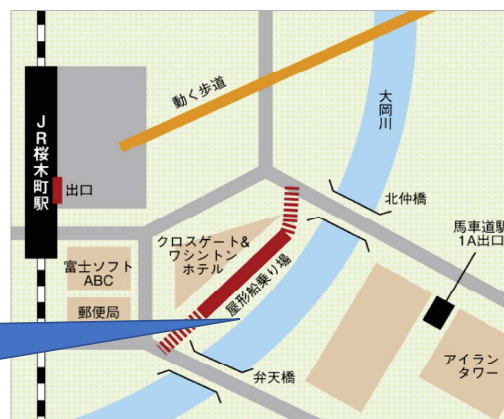 動く歩道
大岡川
JR桜木町駅
出口
北仲橋
馬車道駅
1A出口
クロスゲート&
ワシントン
ホテル
富士ソフト
ABC
屋形船乗り場
郵便局
アイラン
タワー
弁天橋